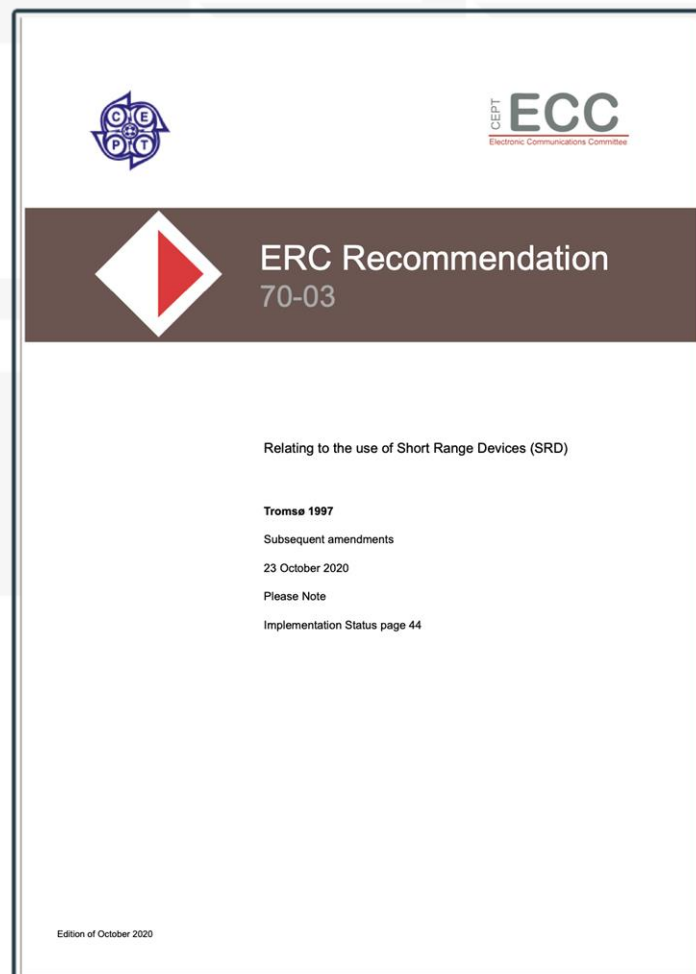 C E P T
CEPT
ECC
Electronic Communications Committee
ERC Recommendation
70-03
Relating to the use of Short Range Devices (SRD)
Tromsø 1997
Subsequent amendments
23 October 2020
Please Note
Implementation Status page 44
Edition of October 2020